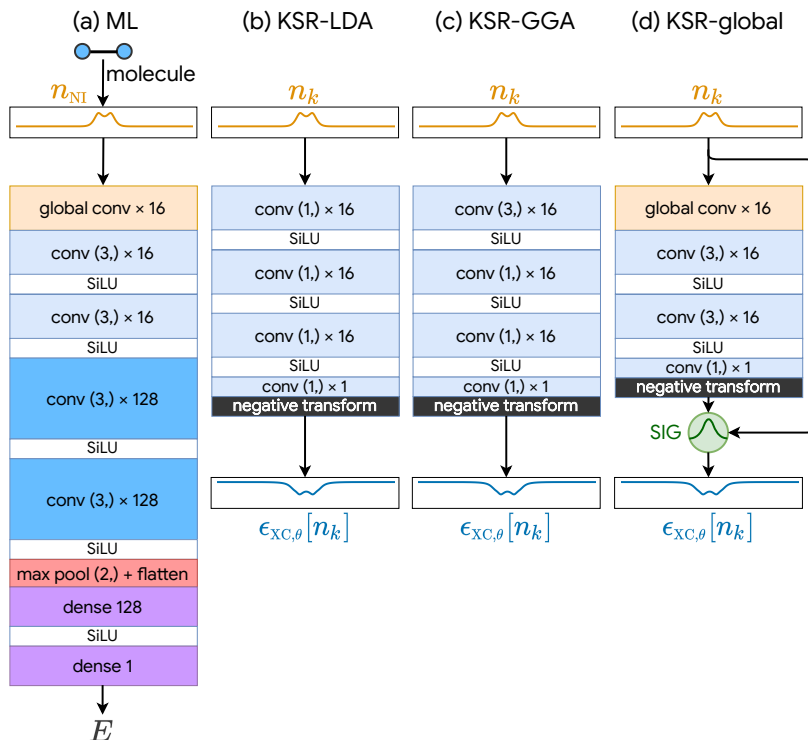 (a) ML
molecule
n_NI
global conv × 16
conv (3,) × 16
SiLU
conv (3,) × 16
SiLU
conv (3,) × 128
SiLU
conv (3,) × 128
SiLU
max pool (2,) + flatten
dense 128
SiLU
dense 1
E
(b) KSR-LDA
n_k
conv (1,) × 16
SiLU
conv (1,) × 16
SiLU
conv (1,) × 16
SiLU
conv (1,) × 1
negative transform
ϵ_XC,θ[n_k]
(c) KSR-GGA
n_k
conv (3,) × 16
SiLU
conv (1,) × 16
SiLU
conv (1,) × 16
SiLU
conv (1,) × 1
negative transform
ϵ_XC,θ[n_k]
(d) KSR-global
n_k
global conv × 16
conv (3,) × 16
SiLU
conv (3,) × 16
SiLU
conv (1,) × 1
negative transform
SIG
ϵ_XC,θ[n_k]